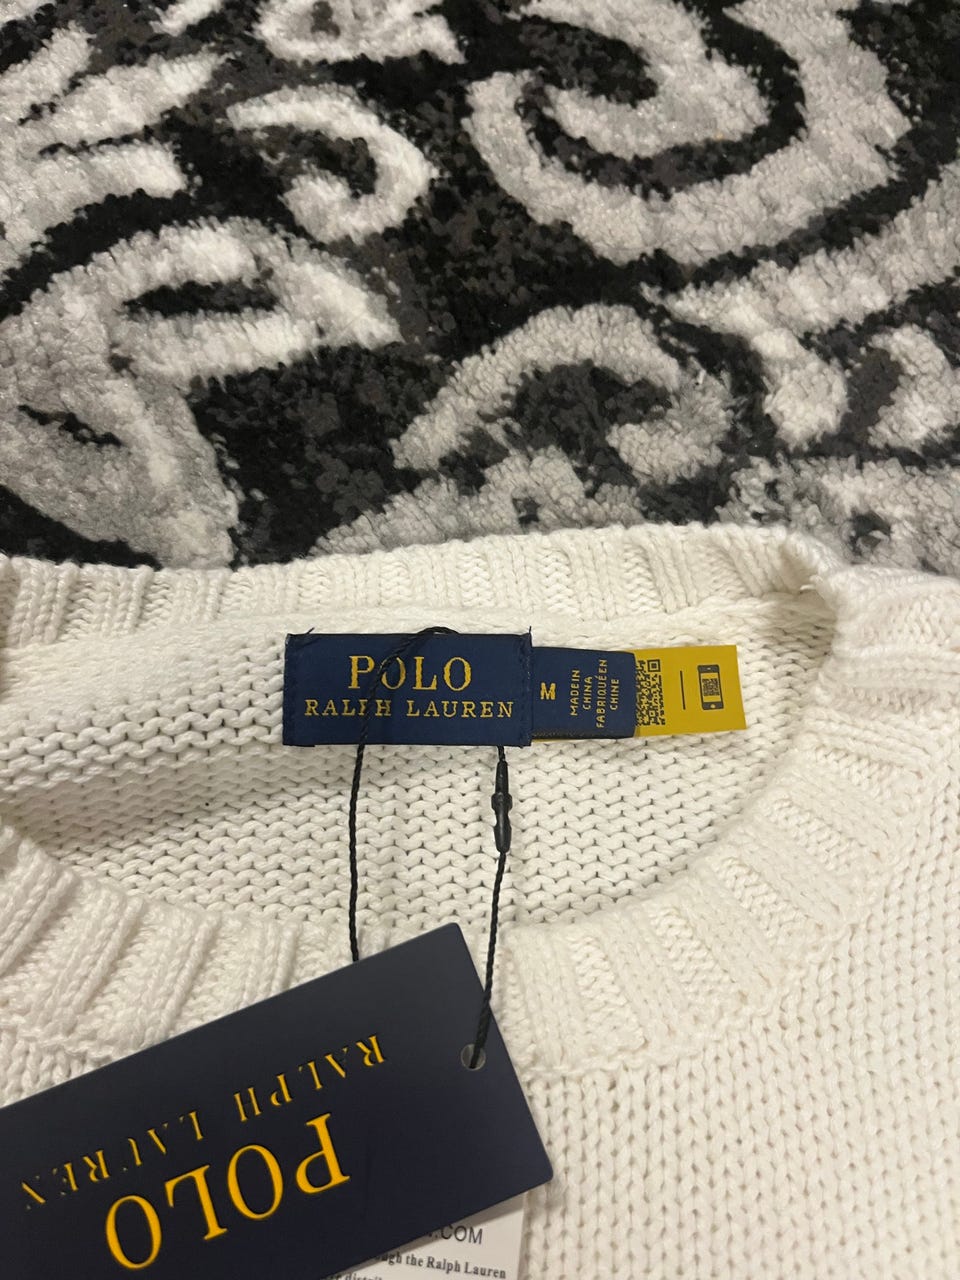 POLO
RALPH LAUREN
M
MADE IN
CHINA
FABRIQUÉ EN
CHINE
POLO
RALPH LAUREN
.COM
the Ralph Lauren